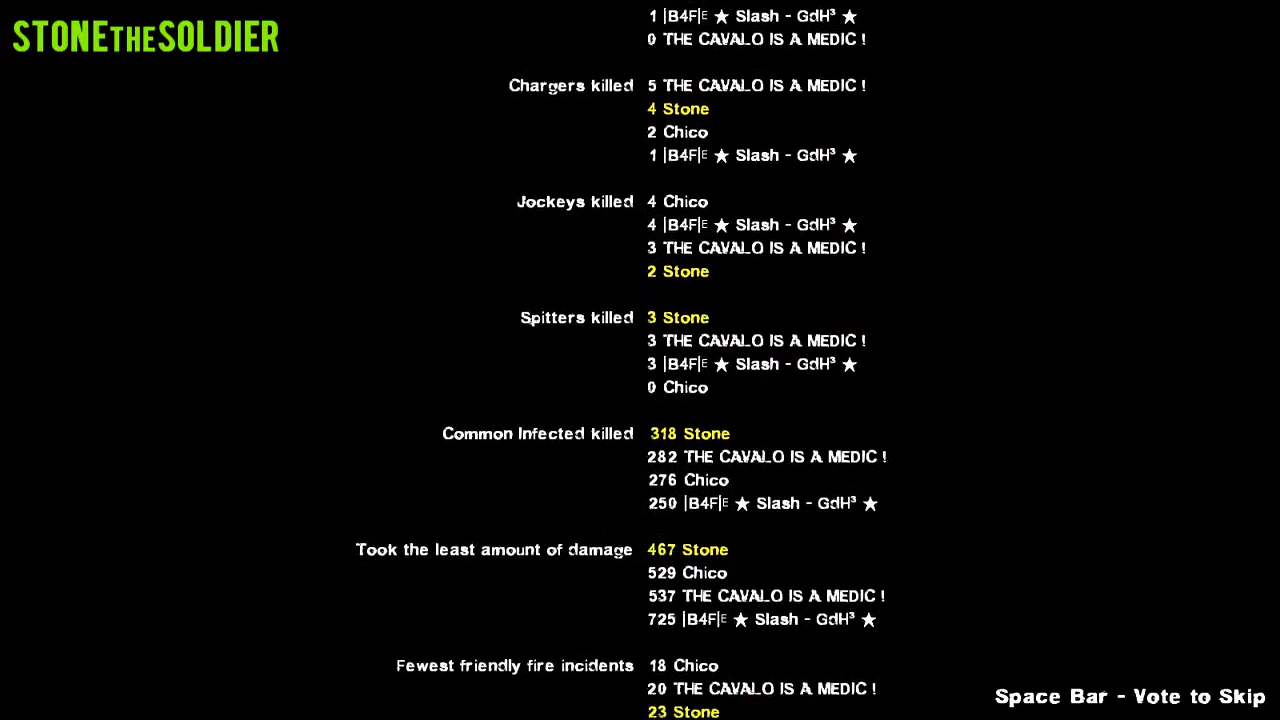 STONETHESOLDIER
1 |B4F|ᴱ ★ Slash - GdH³ ★
0 THE CAVALO IS A MEDIC !
Chargers killed 5 THE CAVALO IS A MEDIC !
4 Stone
2 Chico
1 |B4F|ᴱ ★ Slash - GdH³ ★
Jockeys killed 4 Chico
4 |B4F|ᴱ ★ Slash - GdH³ ★
3 THE CAVALO IS A MEDIC !
2 Stone
Spitters killed 3 Stone
3 THE CAVALO IS A MEDIC !
3 |B4F|ᴱ ★ Slash - GdH³ ★
0 Chico
Common Infected killed 318 Stone
282 THE CAVALO IS A MEDIC !
276 Chico
250 |B4F|ᴱ ★ Slash - GdH³ ★
Took the least amount of damage 467 Stone
529 Chico
537 THE CAVALO IS A MEDIC !
725 |B4F|ᴱ ★ Slash - GdH³ ★
Fewest friendly fire incidents 18 Chico
20 THE CAVALO IS A MEDIC !
23 Stone
Space Bar - Vote to Skip